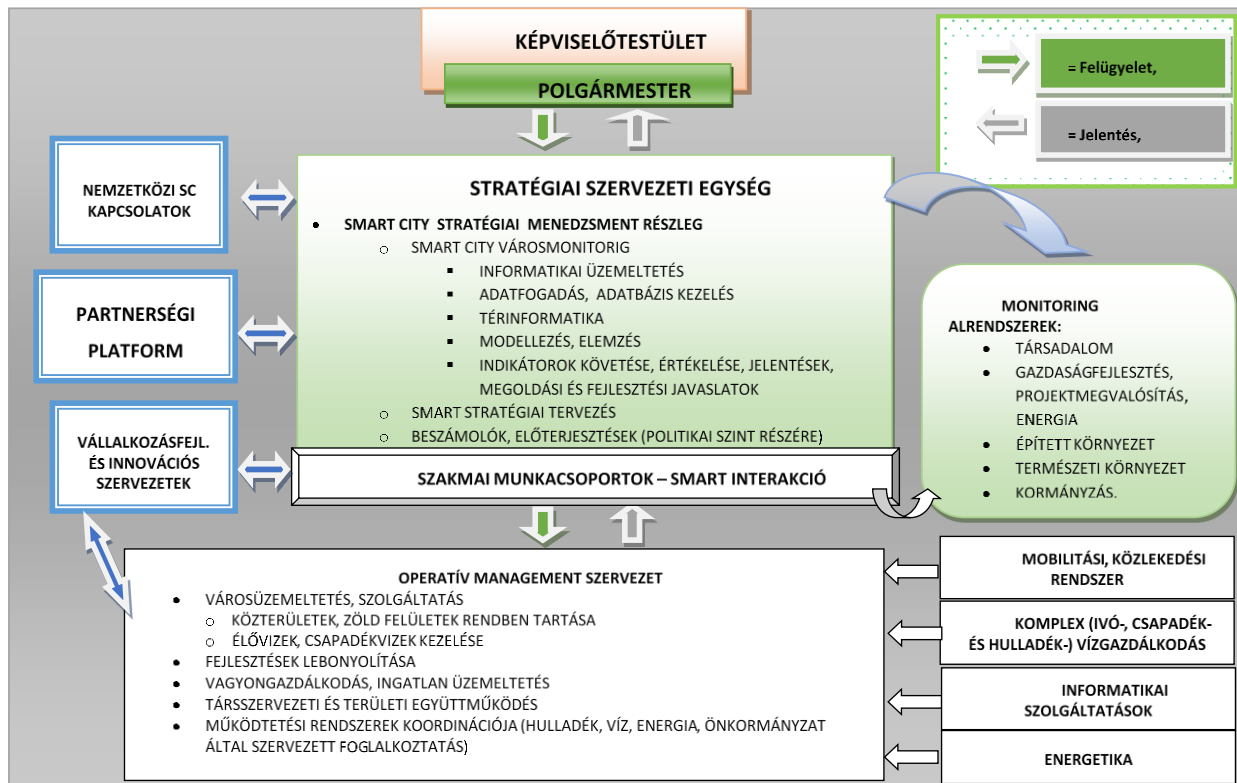 KÉPVISELŐTESTÜLET
POLGÁRMESTER
= Felügyelet,
= Jelentés,
NEMZETKÖZI SC
KAPCSOLATOK
PARTNERSÉGI
PLATFORM
VÁLLALKOZÁSFEJL.
ÉS INNOVÁCIÓS
SZERVEZETEK
STRATÉGIAI SZERVEZETI EGYSÉG
• SMART CITY STRATÉGIAI MENEDZSMENT RÉSZLEG
o SMART CITY VÁROSMONITORIG
▪ INFORMATIKAI ÜZEMELTETÉS
▪ ADATFOGADÁS, ADATBÁZIS KEZELÉS
▪ TÉRINFORMATIKA
▪ MODELLEZÉS, ELEMZÉS
▪ INDIKÁTOROK KÖVETÉSE, ÉRTÉKELÉSE, JELENTÉSEK,
MEGOLDÁSI ÉS FEJLESZTÉSI JAVASLATOK
o SMART STRATÉGIAI TERVEZÉS
o BESZÁMOLÓK, ELŐTERJESZTÉSEK (POLITIKAI SZINT RÉSZÉRE)
SZAKMAI MUNKACSOPORTOK – SMART INTERAKCIÓ
MONITORING
ALRENDSZEREK:
• TÁRSADALOM
• GAZDASÁGFEJLESZTÉS,
PROJEKTMEGVALÓSÍTÁS,
ENERGIA
• ÉPÍTETT KÖRNYEZET
• TERMÉSZETI KÖRNYEZET
• KORMÁNYZÁS.
OPERATÍV MANAGEMENT SZERVEZET
• VÁROSÜZEMELTETÉS, SZOLGÁLTATÁS
o KÖZTERÜLETEK, ZÖLD FELÜLETEK RENDBEN TARTÁSA
o ÉLŐVIZEK, CSAPADÉKVIZEK KEZELÉSE
• FEJLESZTÉSEK LEBONYOLÍTÁSA
• VAGYONGAZDÁLKODÁS, INGATLAN ÜZEMELTETÉS
• TÁRSSZERVEZETI ÉS TERÜLETI EGYÜTTMŰKÖDÉS
• MŰKÖDTETÉSI RENDSZEREK KOORDINÁCIÓJA (HULLADÉK, VÍZ, ENERGIA, ÖNKORMÁNYZAT
ÁLTAL SZERVEZETT FOGLALKOZTATÁS)
MOBILITÁSI, KÖZLEKEDÉSI
RENDSZER
KOMPLEX (IVÓ-, CSAPADÉK-
ÉS HULLADÉK-) VÍZGAZDÁLKODÁS
INFORMATIKAI
SZOLGÁLTATÁSOK
ENERGETIKA